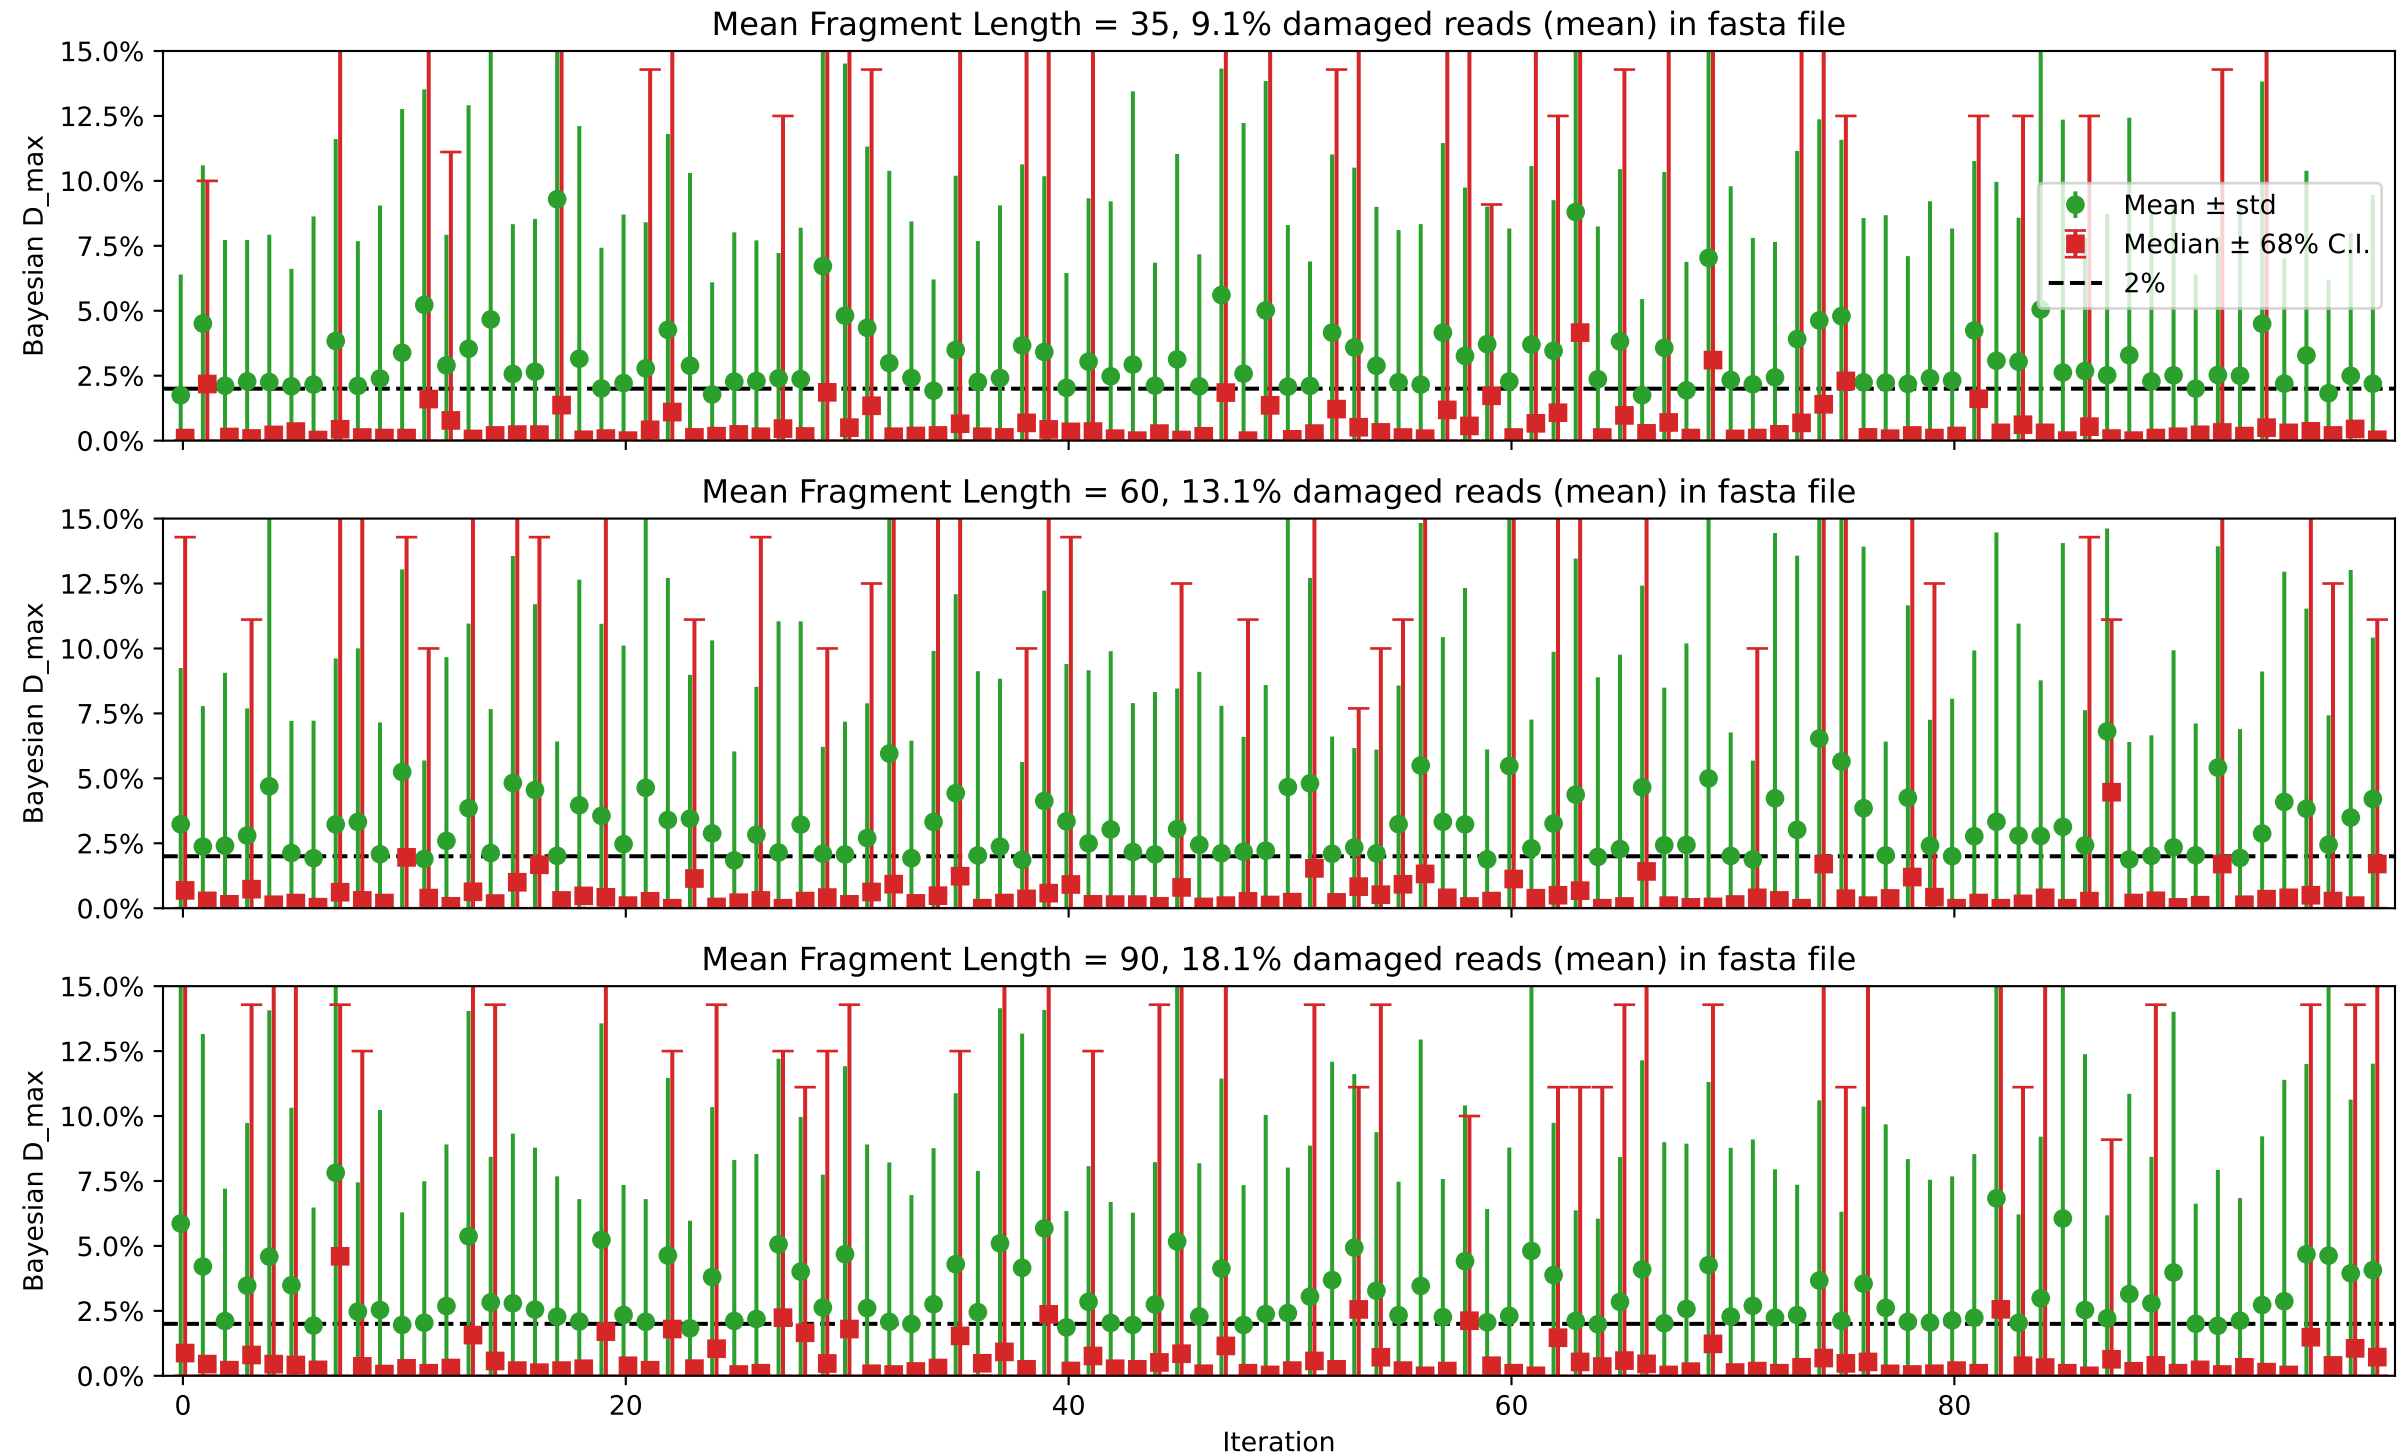 Mean Fragment Length = 35, 9.1% damaged reads (mean) in fasta file
15.0%
12.5%
10.0%
7.5%
5.0%
2.5%
0.0%
Bayesian D_max
Mean ± std
Median ± 68% C.I.
2%
Mean Fragment Length = 60, 13.1% damaged reads (mean) in fasta file
15.0%
12.5%
10.0%
7.5%
5.0%
2.5%
0.0%
Bayesian D_max
Mean Fragment Length = 90, 18.1% damaged reads (mean) in fasta file
15.0%
12.5%
10.0%
7.5%
5.0%
2.5%
0.0%
Bayesian D_max
0 20 40 60 80
Iteration